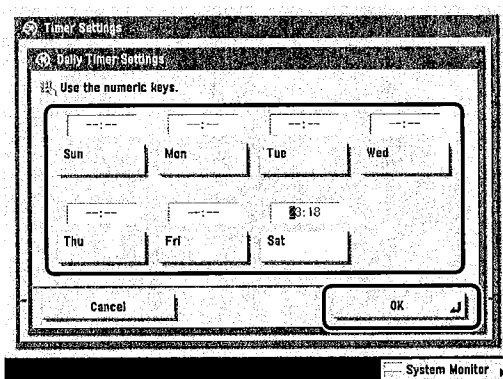 Timer Settings
Daily Timer Settings
Use the numeric keys.
--:-- --:-- --:-- --:--
Sun Mon Tue Wed
--:-- --:-- 23:18
Thu Fri Sat
Cancel OK
System Monitor